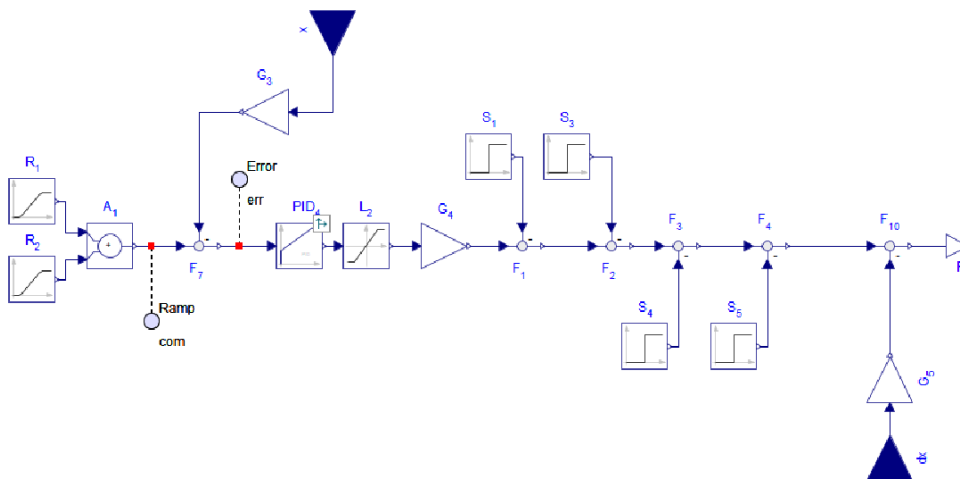 x
G3
S1
S3
Error
err
R1
A1
PID4
L2
G4
F3
F4
F10
R2
+
-
-
-
F7
F1
F2
-
-
-
Ramp
com
S4
S5
G5
dx